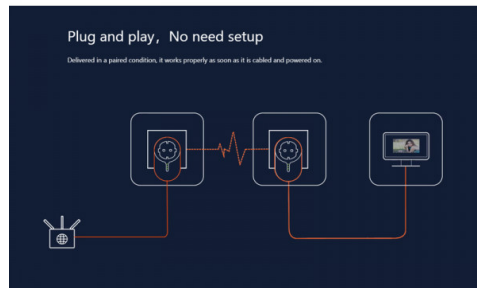 Plug and play，No need setup
Delivered in a paired condition, it works properly as soon as it is cabled and powered on.